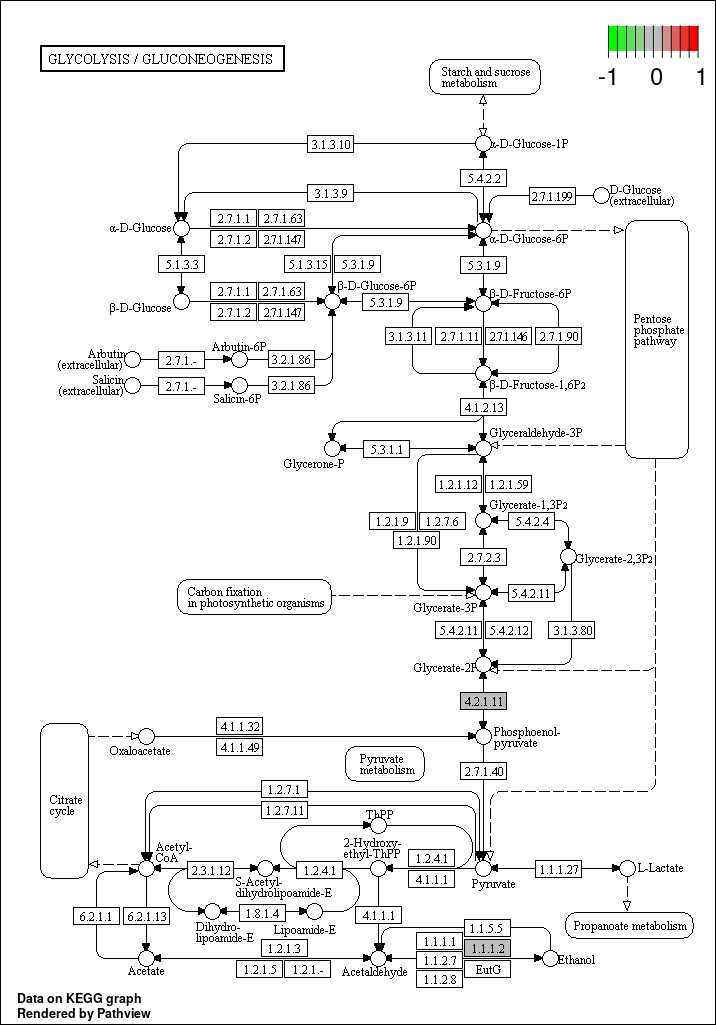 GLYCOLYSIS / GLUCONEOGENESIS
-1 0 1
Starch and sucrose
metabolism
3.1.3.10
α-D-Glucose-1P
5.4.2.2
3.1.3.9
2.7.1.199
D-Glucose
(extracellular)
α-D-Glucose
2.7.1.1 2.7.1.63
2.7.1.2 2.7.1.147
α-D-Glucose-6P
5.1.3.3
5.1.3.15 5.3.1.9
5.3.1.9
β-D-Glucose
2.7.1.1 2.7.1.63
2.7.1.2 2.7.1.147
β-D-Glucose-6P
5.3.1.9
β-D-Fructose-6P
Pentose
phosphate
pathway
3.1.3.11 2.7.1.11 2.7.1.146 2.7.1.90
Arbutin
(extracellular)
2.7.1.-
Arbutin-6P
3.2.1.86
Salicin
(extracellular)
2.7.1.-
Salicin-6P
3.2.1.86
β-D-Fructose-1,6P2
4.1.2.13
Glyceraldehyde-3P
Glycerone-P
5.3.1.1
1.2.1.12 1.2.1.59
Glycerate-1,3P2
1.2.1.9 1.2.7.6
1.2.1.90
5.4.2.4
2.7.2.3
Glycerate-2,3P2
Carbon fixation
in photosynthetic organisms
Glycerate-3P
5.4.2.11
5.4.2.11 5.4.2.12
3.1.3.80
Glycerate-2P
4.2.1.11
4.1.1.32
4.1.1.49
Oxaloacetate
Phosphoenol-
pyruvate
Pyruvate
metabolism
2.7.1.40
Citrate
cycle
1.2.7.1
1.2.7.11
ThPP
Acetyl-
CoA
2.3.1.12
S-Acetyl-
dihydrolipoamide-E
1.2.4.1
2-Hydroxy-
ethyl-ThPP
1.2.4.1
4.1.1.1
Pyruvate
1.1.1.27
L-Lactate
6.2.1.1 6.2.1.13
Dihydro-
lipoamide-E
1.8.1.4
Lipoamide-E
4.1.1.1
Propanoate metabolism
Acetate
1.2.1.3
1.2.1.5 1.2.1.-
Acetaldehyde
1.1.5.5
1.1.1.1 1.1.1.2
1.1.2.7 EutG
1.1.2.8
Ethanol
Data on KEGG graph
Rendered by Pathview